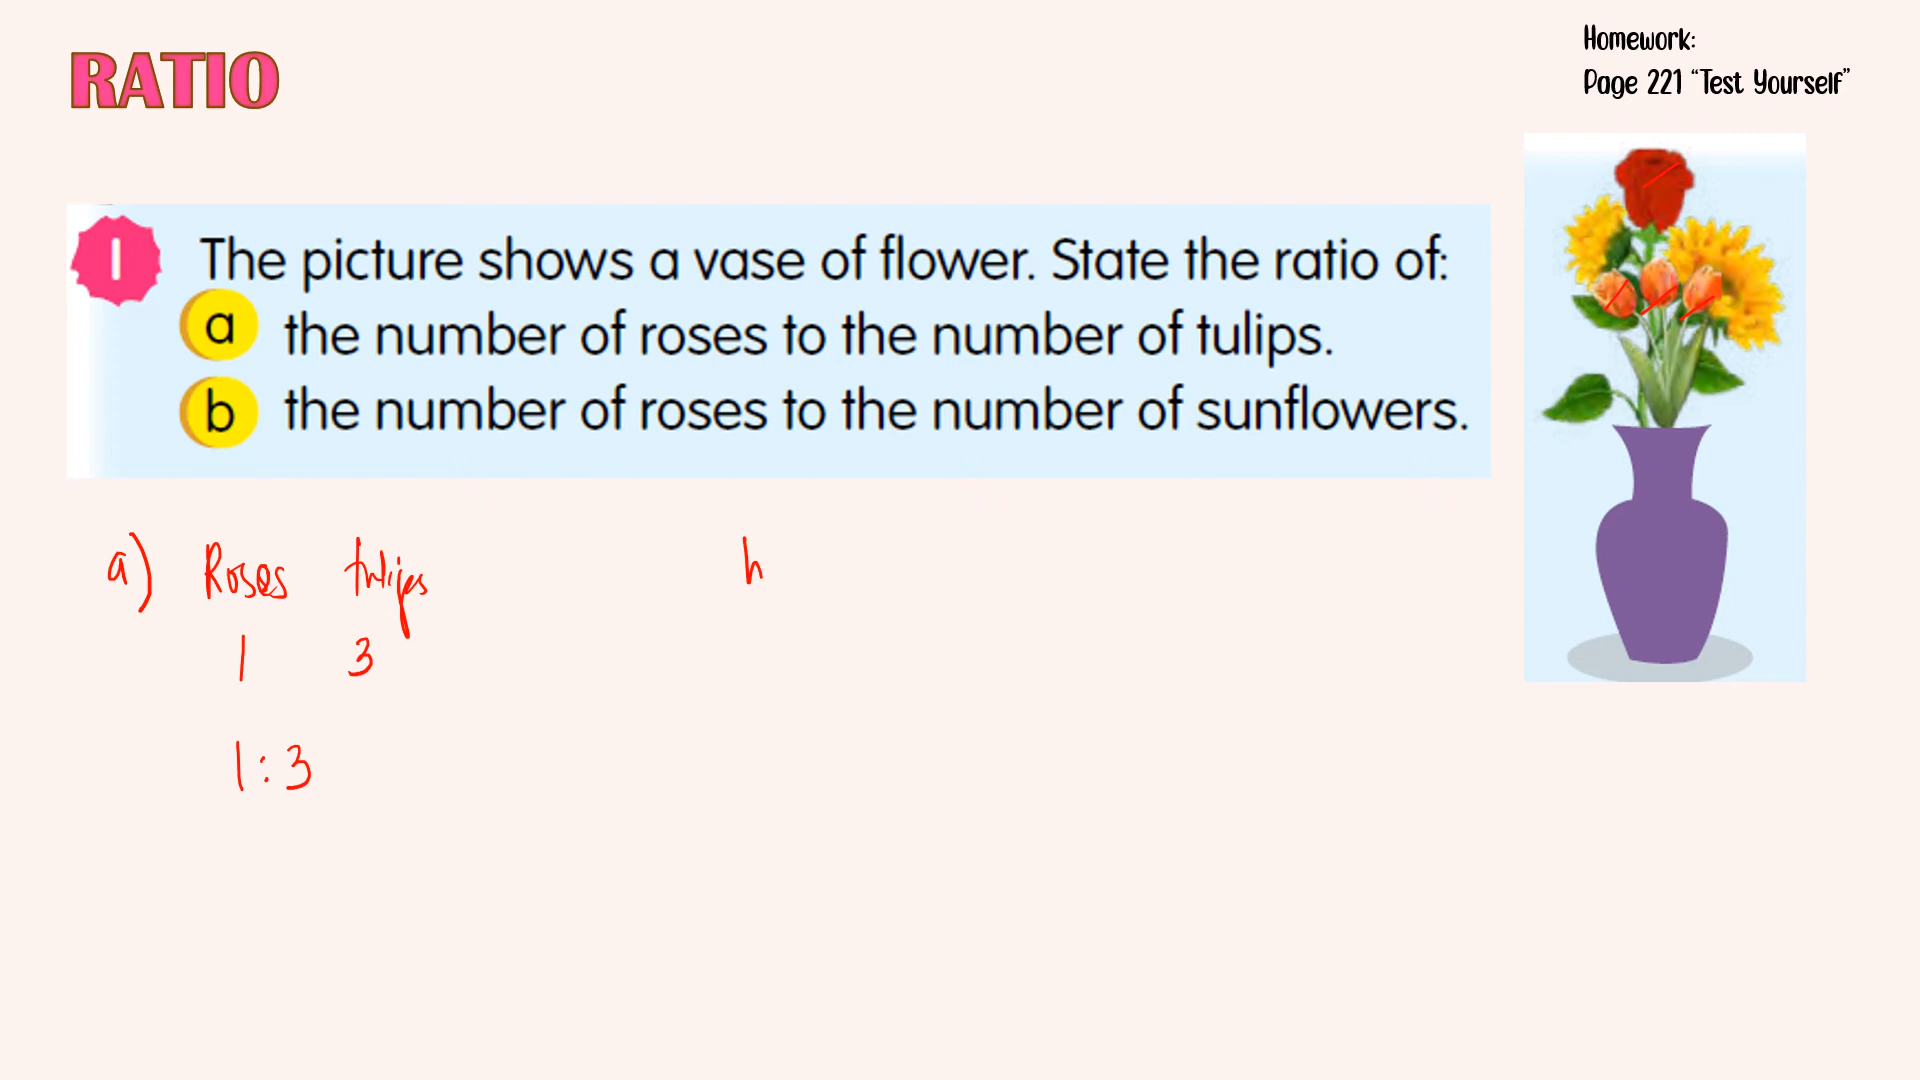 RATIO
Homework:
Page 221 “Test Yourself”
1 The picture shows a vase of flower. State the ratio of:
a the number of roses to the number of tulips.
b the number of roses to the number of sunflowers.
a) Roses tulips
h
1 3
1:3